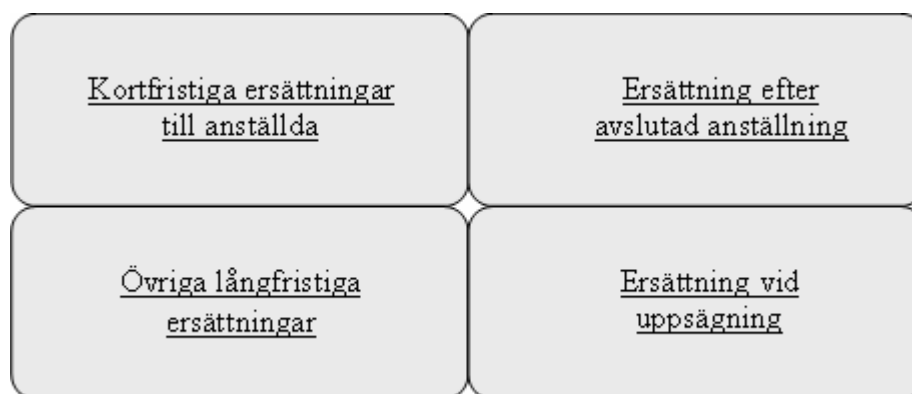 Kortfristiga ersättningar
till anställda
Ersättning efter
avslutad anställning
Övriga långfristiga
ersättningar
Ersättning vid
uppsägning